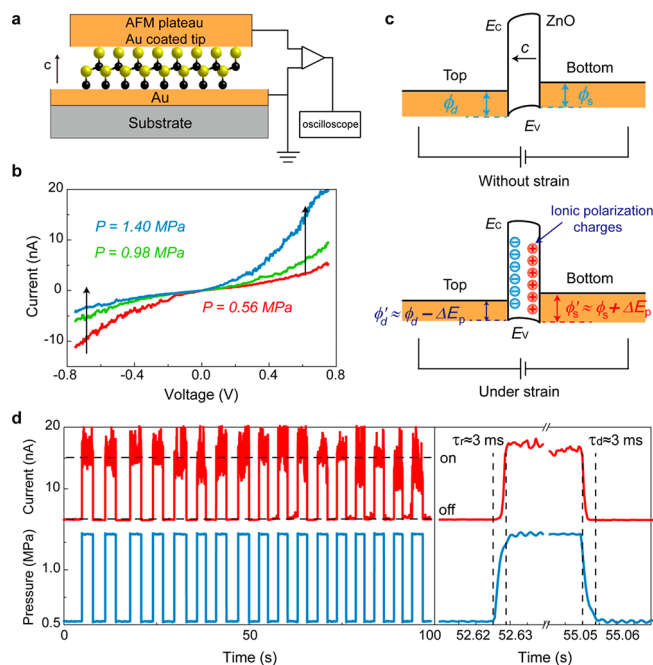 a
AFM plateau
Au coated tip
c
Au
Substrate
oscilloscope
b
Current (nA)
20
10
0
-10
P = 1.40 MPa
P = 0.98 MPa
P = 0.56 MPa
-0.8
-0.4
0.0
0.4
0.8
Voltage (V)
c
EC
ZnO
c
Top
Bottom
ϕd
ϕs
EV
Without strain
EC
Ionic polarization
charges
Top
Bottom
ϕd′≈ ϕd – ΔEp
ϕs′≈ ϕs + ΔEp
EV
Under strain
d
Current (nA)
20
10
Pressure (MPa)
1.0
0.5
0
50
100
Time (s)
τr≈3 ms
τd≈3 ms
on
off
52.62
52.63
55.05
55.06
Time (s)